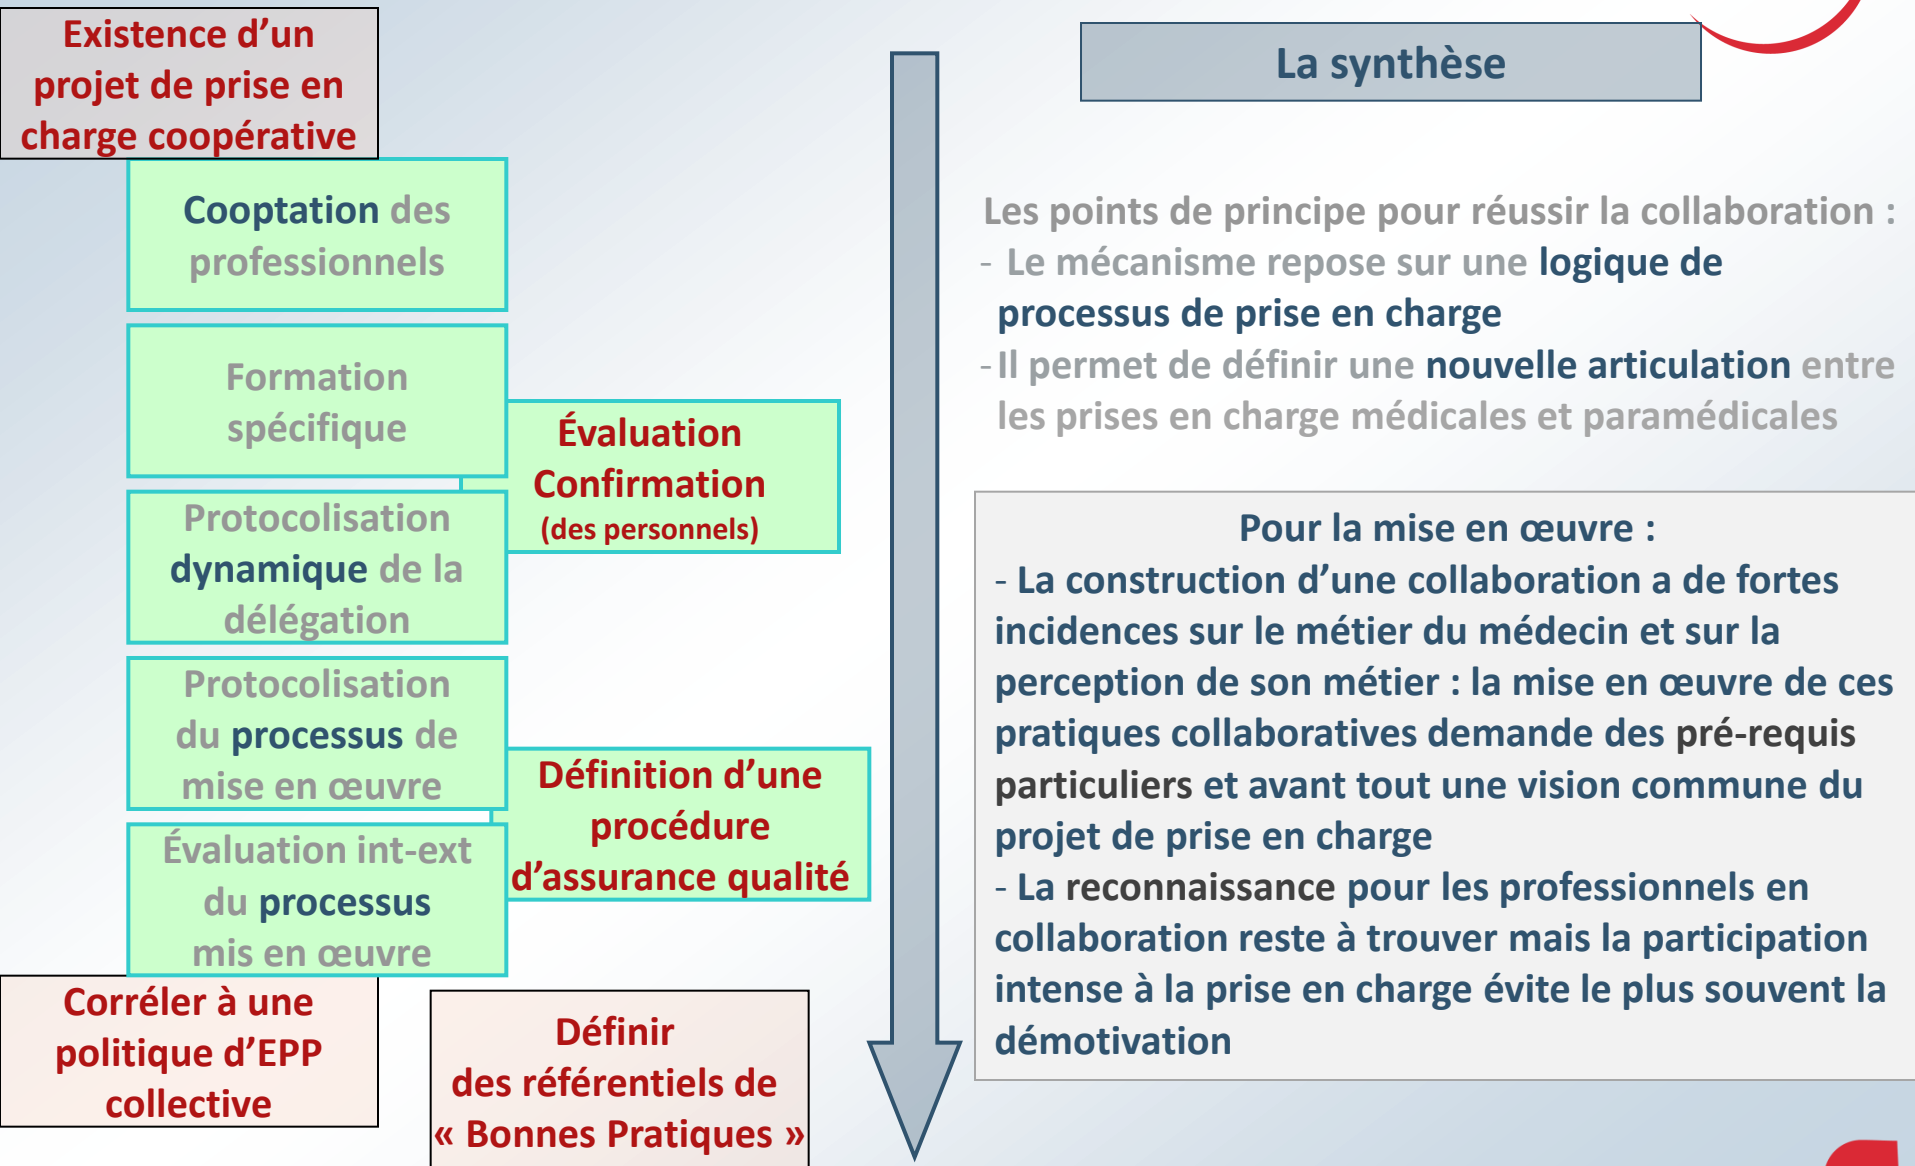 Existence d’un
projet de prise en
charge coopérative
Cooptation des
professionnels
Formation
spécifique
Évaluation
Confirmation
(des personnels)
Protocolisation
dynamique de la
délégation
Protocolisation
du processus de
mise en œuvre
Définition d’une
procédure
d’assurance qualité
Évaluation int-ext
du processus
mis en œuvre
Corréler à une
politique d’EPP
collective
Définir
des référentiels de
« Bonnes Pratiques »
La synthèse
Les points de principe pour réussir la collaboration :
- Le mécanisme repose sur une logique de
processus de prise en charge
- Il permet de définir une nouvelle articulation entre
les prises en charge médicales et paramédicales
Pour la mise en œuvre :
- La construction d’une collaboration a de fortes
incidences sur le métier du médecin et sur la
perception de son métier : la mise en œuvre de ces
pratiques collaboratives demande des pré-requis
particuliers et avant tout une vision commune du
projet de prise en charge
- La reconnaissance pour les professionnels en
collaboration reste à trouver mais la participation
intense à la prise en charge évite le plus souvent la
démotivation